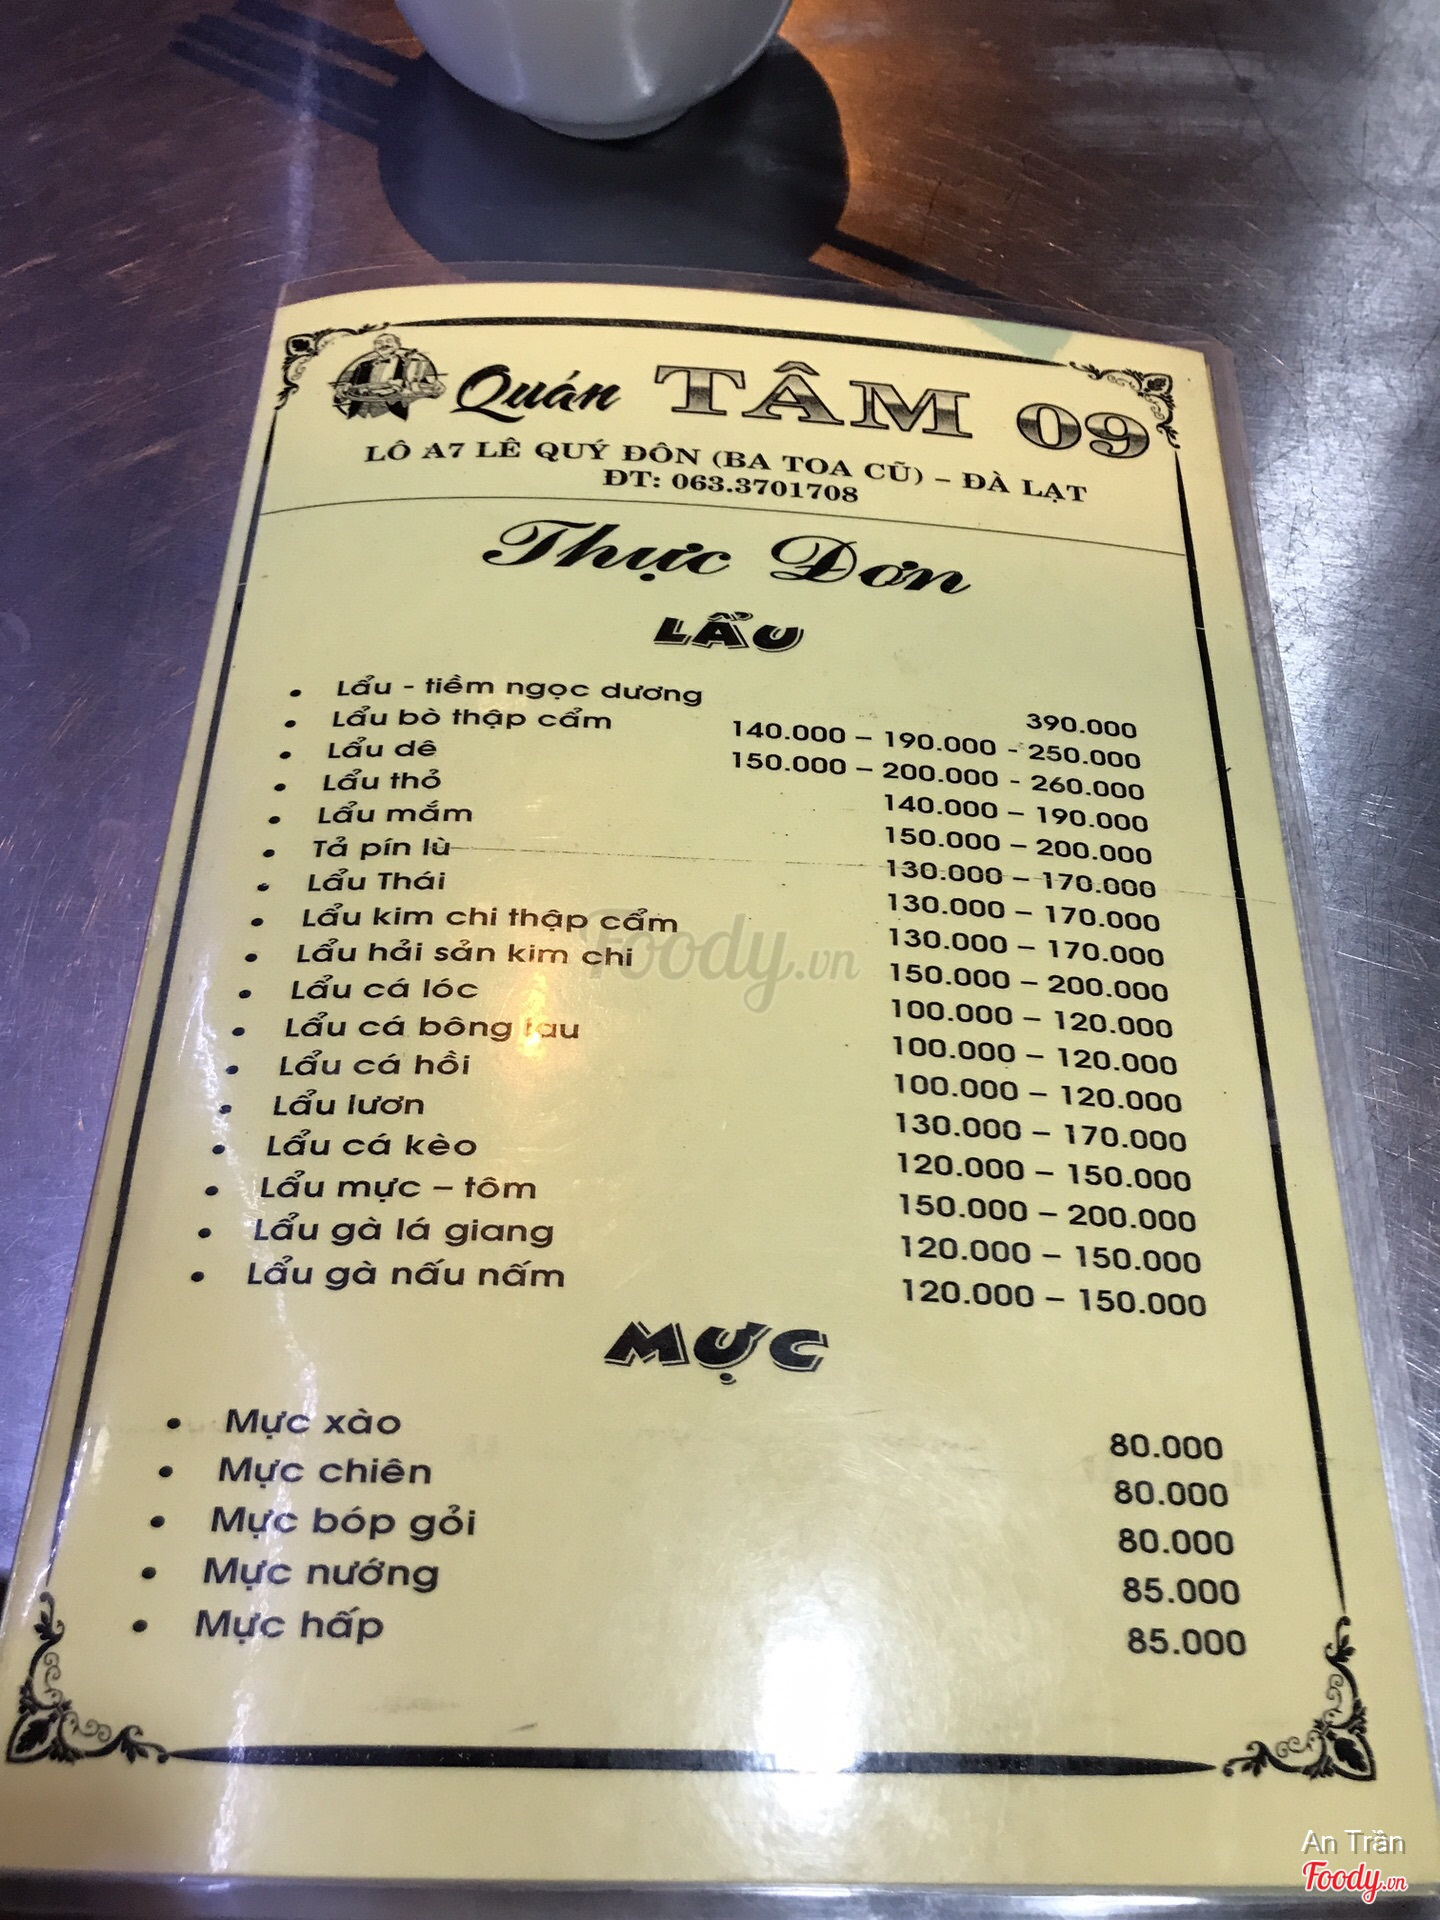 Quán TÂM 09
LÔ A7 LÊ QUÝ ĐÔN (BA TOA CŨ) – ĐÀ LẠT
ĐT: 063.3701708
Thực Đơn
LẨU
• Lẩu - tiềm ngọc dương 390.000
• Lẩu bò thập cẩm 140.000 – 190.000 - 250.000
• Lẩu dê 150.000 – 200.000 - 260.000
• Lẩu thỏ 140.000 – 190.000
• Lẩu mắm 150.000 – 200.000
• Tả pín lù 130.000 – 170.000
• Lẩu Thái 130.000 – 170.000
• Lẩu kim chi thập cẩm 130.000 – 170.000
• Lẩu hải sản kim chi 150.000 – 200.000
• Lẩu cá lóc 100.000 – 120.000
• Lẩu cá bông lau 100.000 – 120.000
• Lẩu cá hồi 100.000 – 120.000
• Lẩu lươn 130.000 – 170.000
• Lẩu cá kèo 120.000 – 150.000
• Lẩu mực – tôm 150.000 – 200.000
• Lẩu gà lá giang 120.000 – 150.000
• Lẩu gà nấu nấm 120.000 – 150.000
MỰC
• Mực xào 80.000
• Mực chiên 80.000
• Mực bóp gỏi 80.000
• Mực nướng 85.000
• Mực hấp 85.000
Foody.vn
An Trần
Foody.vn